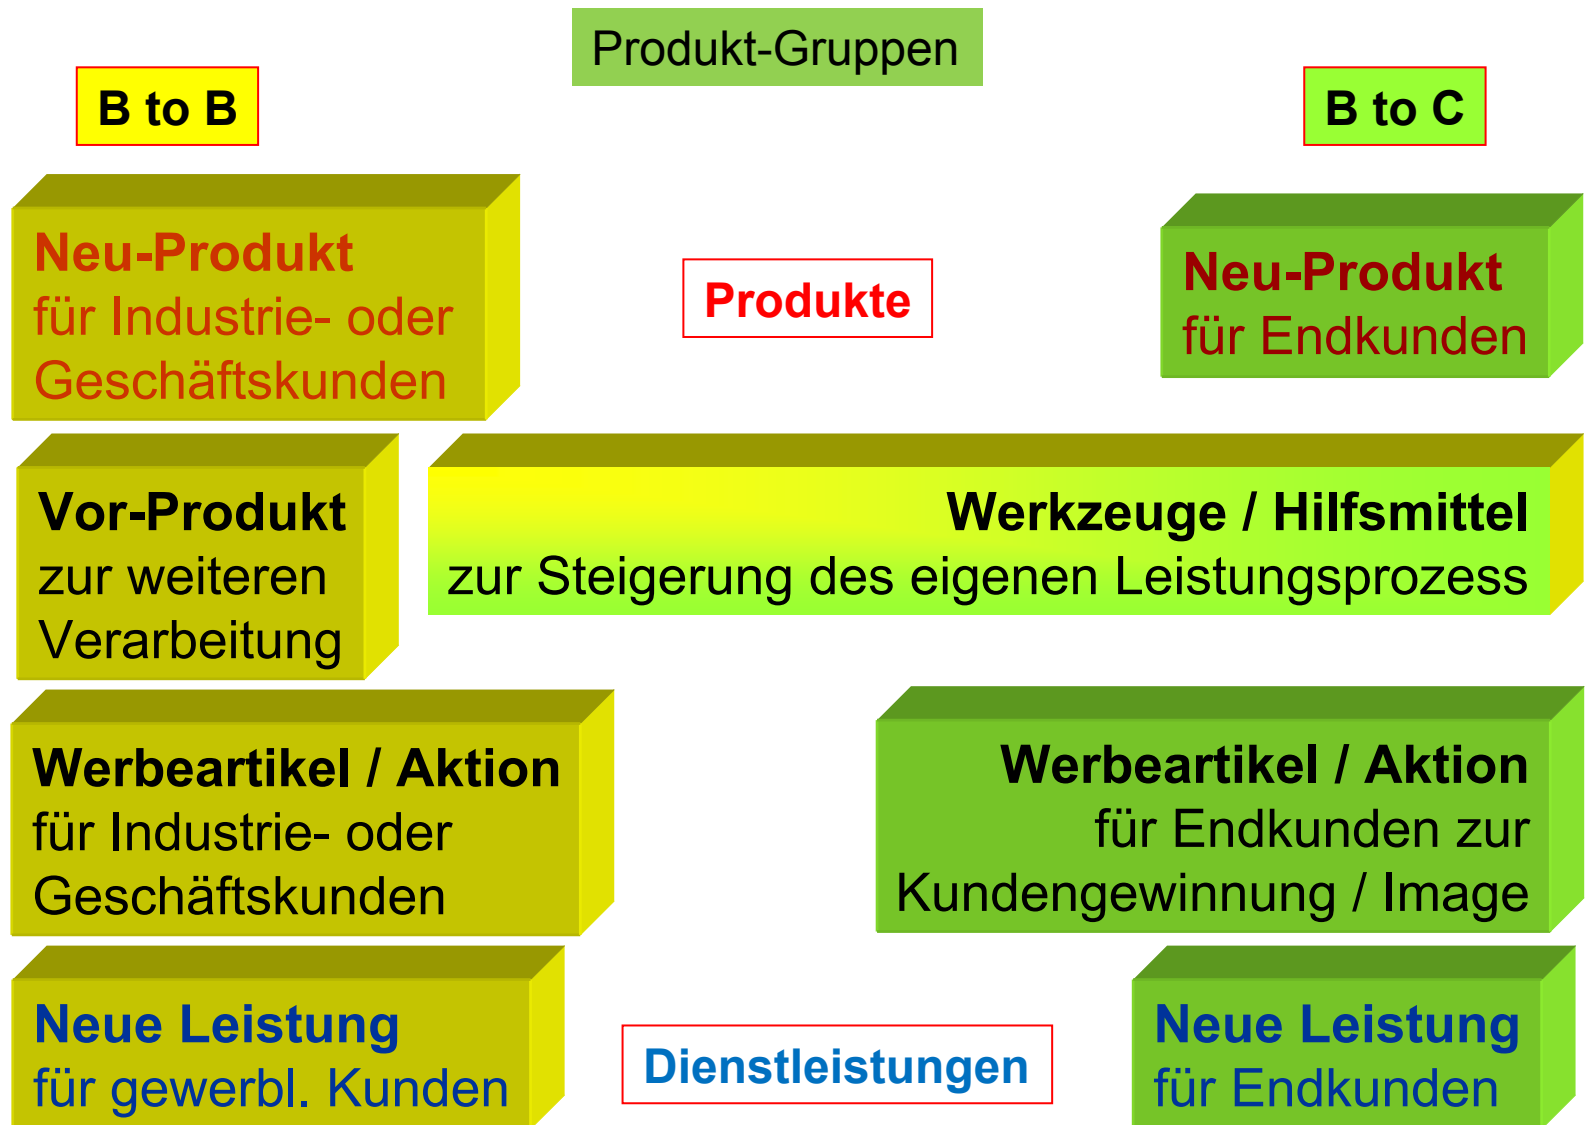 Produkt-Gruppen
B to B
B to C
Neu-Produkt
für Industrie- oder
Geschäftskunden
Produkte
Neu-Produkt
für Endkunden
Vor-Produkt
zur weiteren
Verarbeitung
Werkzeuge / Hilfsmittel
zur Steigerung des eigenen Leistungsprozess
Werbeartikel / Aktion
für Industrie- oder
Geschäftskunden
Werbeartikel / Aktion
für Endkunden zur
Kundengewinnung / Image
Neue Leistung
für gewerbl. Kunden
Dienstleistungen
Neue Leistung
für Endkunden